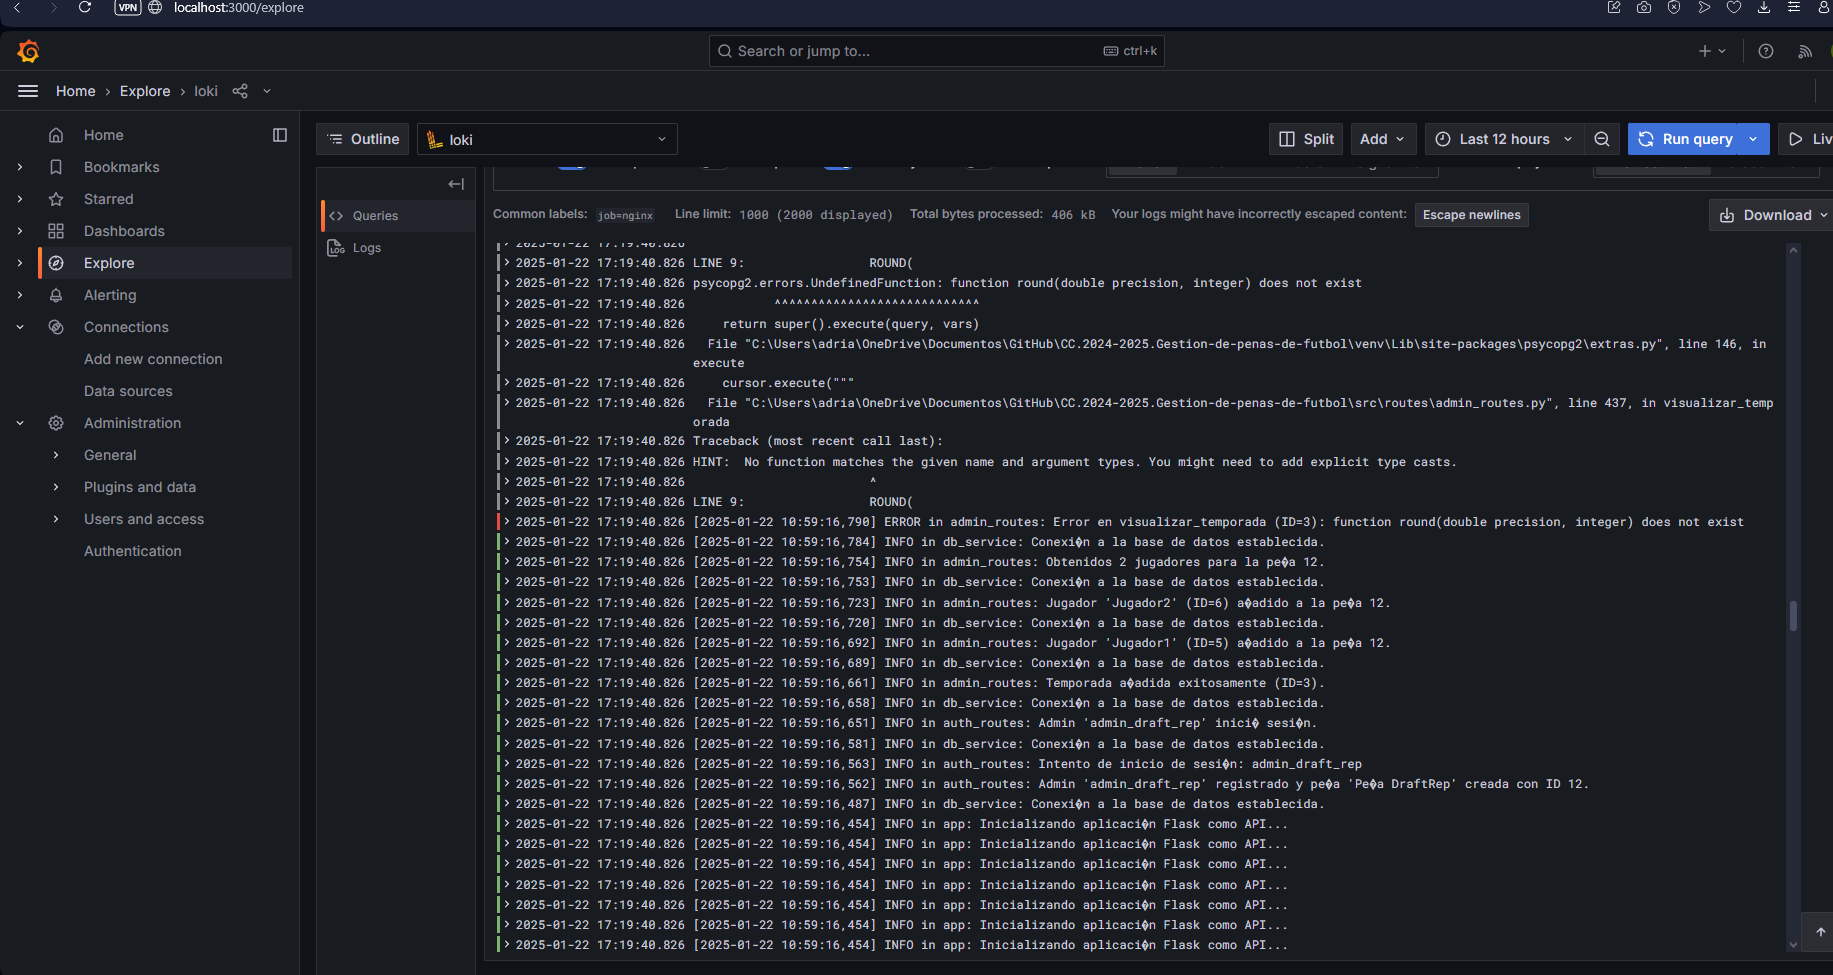 VPN localhost:3000/explore
Search or jump to... ctrl+k
Home › Explore › loki
Home
Bookmarks
Starred
Dashboards
Explore
Alerting
Connections
Add new connection
Data sources
Administration
General
Plugins and data
Users and access
Authentication
Outline
loki
Split
Add
Last 12 hours
Run query
Liv
Queries
Logs
Common labels: job=nginx Line limit: 1000 (2000 displayed) Total bytes processed: 406 kB Your logs might have incorrectly escaped content: Escape newlines
Download
2025-01-22 17:19:40.826
2025-01-22 17:19:40.826 LINE 9: ROUND(
2025-01-22 17:19:40.826 psycopg2.errors.UndefinedFunction: function round(double precision, integer) does not exist
2025-01-22 17:19:40.826 ^^^^^^^^^^^^^^^^^^^^^^^^^^^^
2025-01-22 17:19:40.826 return super().execute(query, vars)
2025-01-22 17:19:40.826 File "C:\Users\adria\OneDrive\Documentos\GitHub\CC.2024-2025.Gestion-de-penas-de-futbol\venv\Lib\site-packages\psycopg2\extras.py", line 146, in
execute
2025-01-22 17:19:40.826 cursor.execute("""
2025-01-22 17:19:40.826 File "C:\Users\adria\OneDrive\Documentos\GitHub\CC.2024-2025.Gestion-de-penas-de-futbol\src\routes\admin_routes.py", line 437, in visualizar_temp
orada
2025-01-22 17:19:40.826 Traceback (most recent call last):
2025-01-22 17:19:40.826 HINT: No function matches the given name and argument types. You might need to add explicit type casts.
2025-01-22 17:19:40.826 ^
2025-01-22 17:19:40.826 LINE 9: ROUND(
2025-01-22 17:19:40.826 [2025-01-22 10:59:16,790] ERROR in admin_routes: Error en visualizar_temporada (ID=3): function round(double precision, integer) does not exist
2025-01-22 17:19:40.826 [2025-01-22 10:59:16,784] INFO in db_service: Conexi�n a la base de datos establecida.
2025-01-22 17:19:40.826 [2025-01-22 10:59:16,754] INFO in admin_routes: Obtenidos 2 jugadores para la pe�a 12.
2025-01-22 17:19:40.826 [2025-01-22 10:59:16,753] INFO in db_service: Conexi�n a la base de datos establecida.
2025-01-22 17:19:40.826 [2025-01-22 10:59:16,723] INFO in admin_routes: Jugador 'Jugador2' (ID=6) a�adido a la pe�a 12.
2025-01-22 17:19:40.826 [2025-01-22 10:59:16,720] INFO in db_service: Conexi�n a la base de datos establecida.
2025-01-22 17:19:40.826 [2025-01-22 10:59:16,692] INFO in admin_routes: Jugador 'Jugador1' (ID=5) a�adido a la pe�a 12.
2025-01-22 17:19:40.826 [2025-01-22 10:59:16,689] INFO in db_service: Conexi�n a la base de datos establecida.
2025-01-22 17:19:40.826 [2025-01-22 10:59:16,661] INFO in admin_routes: Temporada a�adida exitosamente (ID=3).
2025-01-22 17:19:40.826 [2025-01-22 10:59:16,658] INFO in db_service: Conexi�n a la base de datos establecida.
2025-01-22 17:19:40.826 [2025-01-22 10:59:16,651] INFO in auth_routes: Admin 'admin_draft_rep' inici� sesi�n.
2025-01-22 17:19:40.826 [2025-01-22 10:59:16,581] INFO in db_service: Conexi�n a la base de datos establecida.
2025-01-22 17:19:40.826 [2025-01-22 10:59:16,563] INFO in auth_routes: Intento de inicio de sesi�n: admin_draft_rep
2025-01-22 17:19:40.826 [2025-01-22 10:59:16,562] INFO in auth_routes: Admin 'admin_draft_rep' registrado y pe�a 'Pe�a DraftRep' creada con ID 12.
2025-01-22 17:19:40.826 [2025-01-22 10:59:16,487] INFO in db_service: Conexi�n a la base de datos establecida.
2025-01-22 17:19:40.826 [2025-01-22 10:59:16,454] INFO in app: Inicializando aplicaci�n Flask como API...
2025-01-22 17:19:40.826 [2025-01-22 10:59:16,454] INFO in app: Inicializando aplicaci�n Flask como API...
2025-01-22 17:19:40.826 [2025-01-22 10:59:16,454] INFO in app: Inicializando aplicaci�n Flask como API...
2025-01-22 17:19:40.826 [2025-01-22 10:59:16,454] INFO in app: Inicializando aplicaci�n Flask como API...
2025-01-22 17:19:40.826 [2025-01-22 10:59:16,454] INFO in app: Inicializando aplicaci�n Flask como API...
2025-01-22 17:19:40.826 [2025-01-22 10:59:16,454] INFO in app: Inicializando aplicaci�n Flask como API...
2025-01-22 17:19:40.826 [2025-01-22 10:59:16,454] INFO in app: Inicializando aplicaci�n Flask como API...